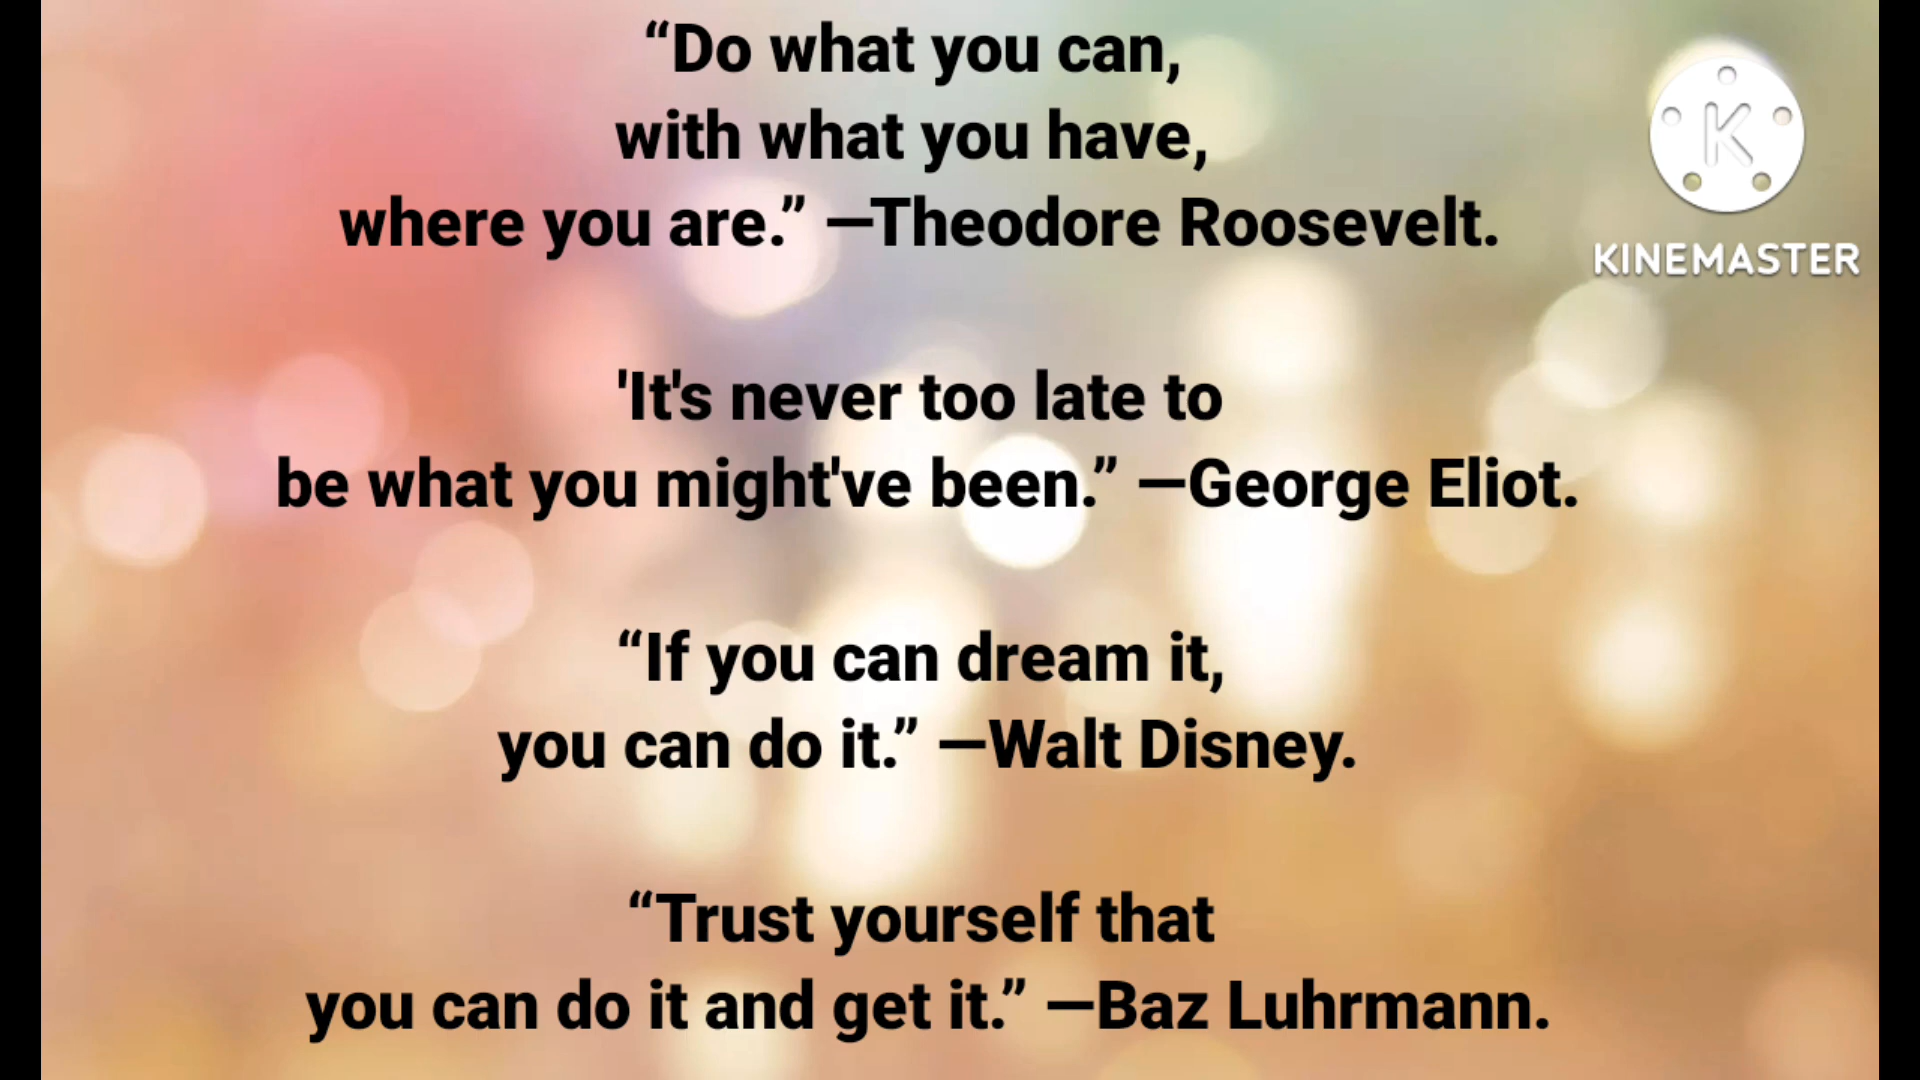 “Do what you can,
with what you have,
where you are.” —Theodore Roosevelt.
'It's never too late to
be what you might've been.” —George Eliot.
“If you can dream it,
you can do it.” —Walt Disney.
“Trust yourself that
you can do it and get it.” —Baz Luhrmann.
K
KINEMASTER